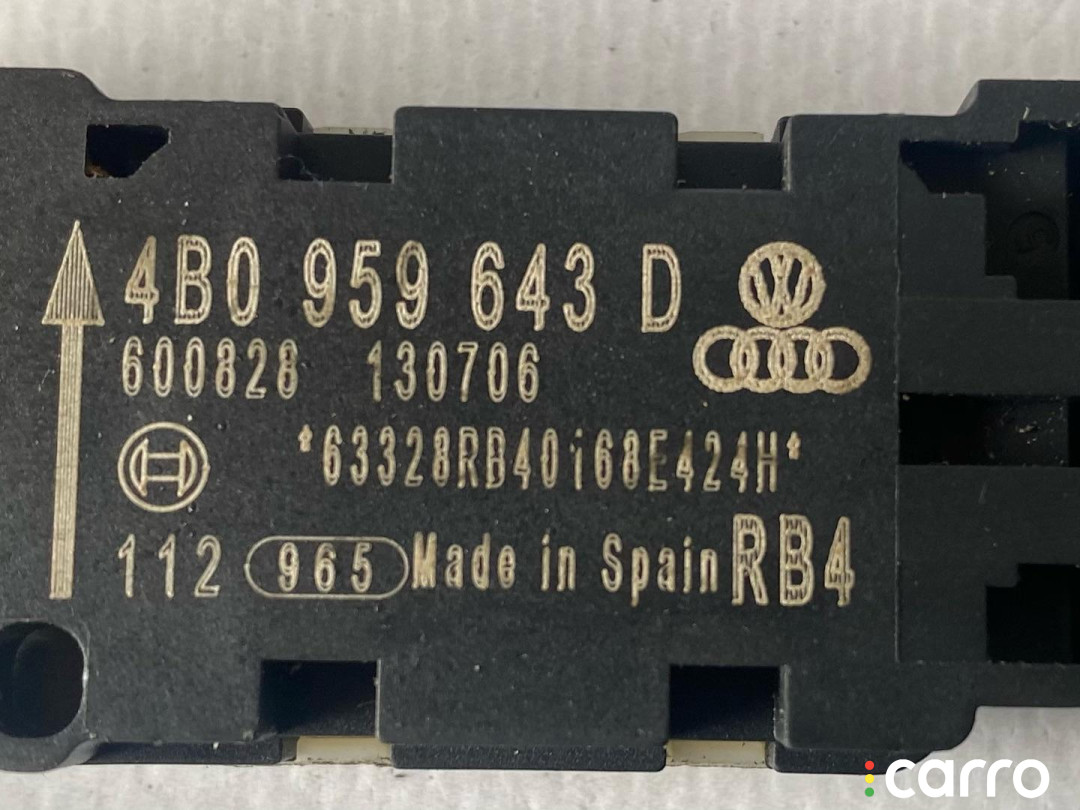 4B0 959 643 D
600828 130706
*63328RB40i68E424H*
112 965 Made in Spain RB4
carro